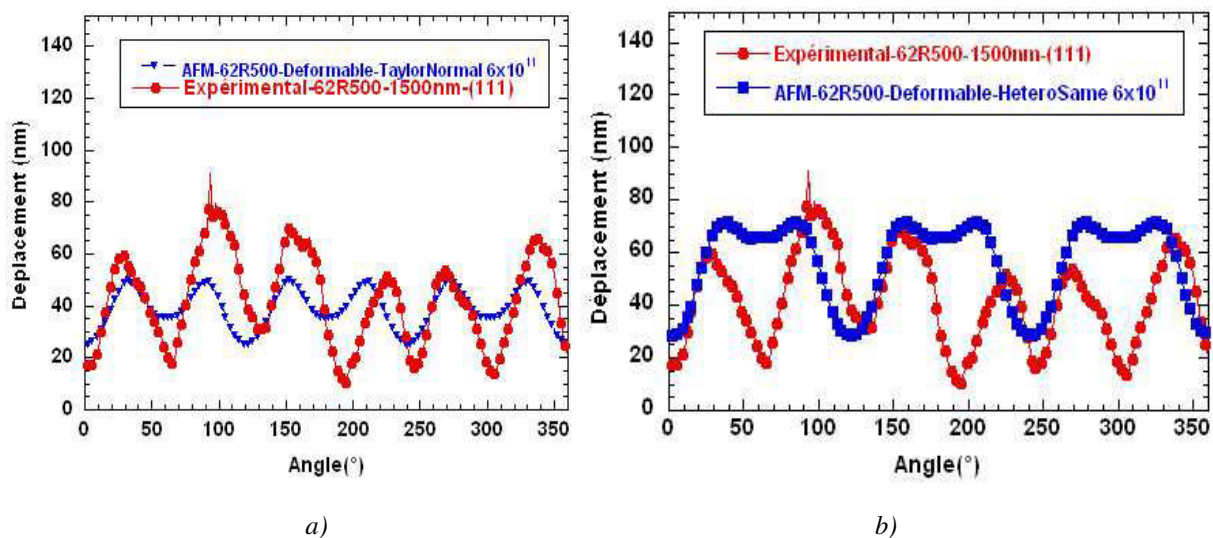 140
120
100
80
60
40
20
0
Déplacement (nm)
AFM-62R500-Deformable-TaylorNormal 6x10¹¹
Expérimental-62R500-1500nm-(111)
0 50 100 150 200 250 300 350
Angle(°)
a)
140
120
100
80
60
40
20
0
Déplacement (nm)
Expérimental-62R500-1500nm-(111)
AFM-62R500-Deformable-HeteroSame 6x10¹¹
0 50 100 150 200 250 300 350
Angle(°)
b)